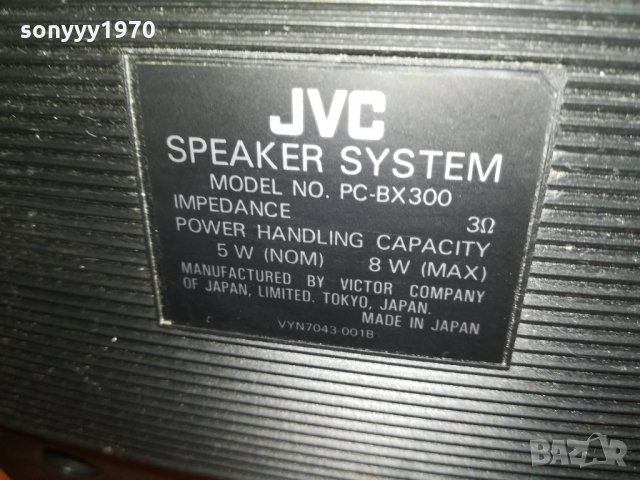 sonyyy1970
JVC
SPEAKER SYSTEM
MODEL NO. PC-BX300
IMPEDANCE 3Ω
POWER HANDLING CAPACITY
5 W (NOM) 8 W (MAX)
MANUFACTURED BY VICTOR COMPANY
OF JAPAN, LIMITED. TOKYO, JAPAN.
MADE IN JAPAN
VYN7043-001B
BAZAR